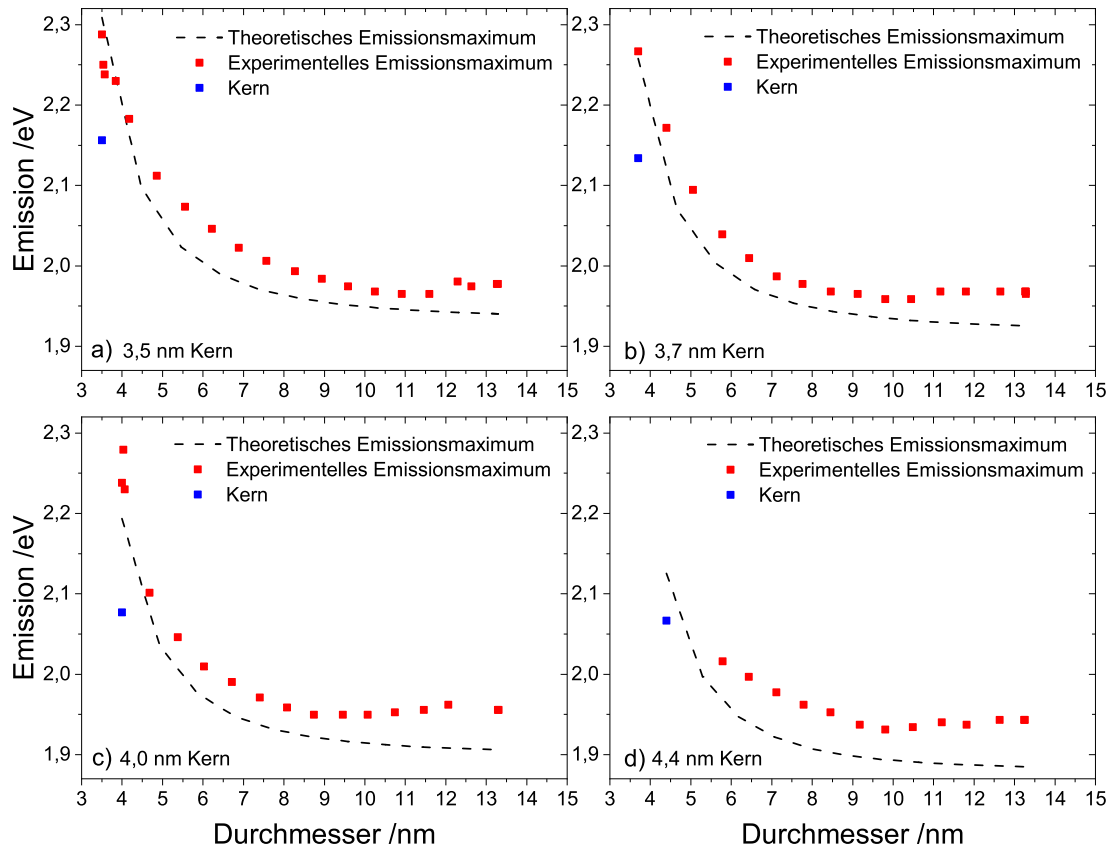 2,3
2,2
2,1
2,0
1,9
Emission /eV
Theoretisches Emissionsmaximum
Experimentelles Emissionsmaximum
Kern
a) 3,5 nm Kern
3 4 5 6 7 8 9 10 11 12 13 14 15
2,3
2,2
2,1
2,0
1,9
Theoretisches Emissionsmaximum
Experimentelles Emissionsmaximum
Kern
b) 3,7 nm Kern
3 4 5 6 7 8 9 10 11 12 13 14 15
2,3
2,2
2,1
2,0
1,9
Emission /eV
Theoretisches Emissionsmaximum
Experimentelles Emissionsmaximum
Kern
c) 4,0 nm Kern
3 4 5 6 7 8 9 10 11 12 13 14 15
Durchmesser /nm
2,3
2,2
2,1
2,0
1,9
Theoretisches Emissionsmaximum
Experimentelles Emissionsmaximum
Kern
d) 4,4 nm Kern
3 4 5 6 7 8 9 10 11 12 13 14 15
Durchmesser /nm